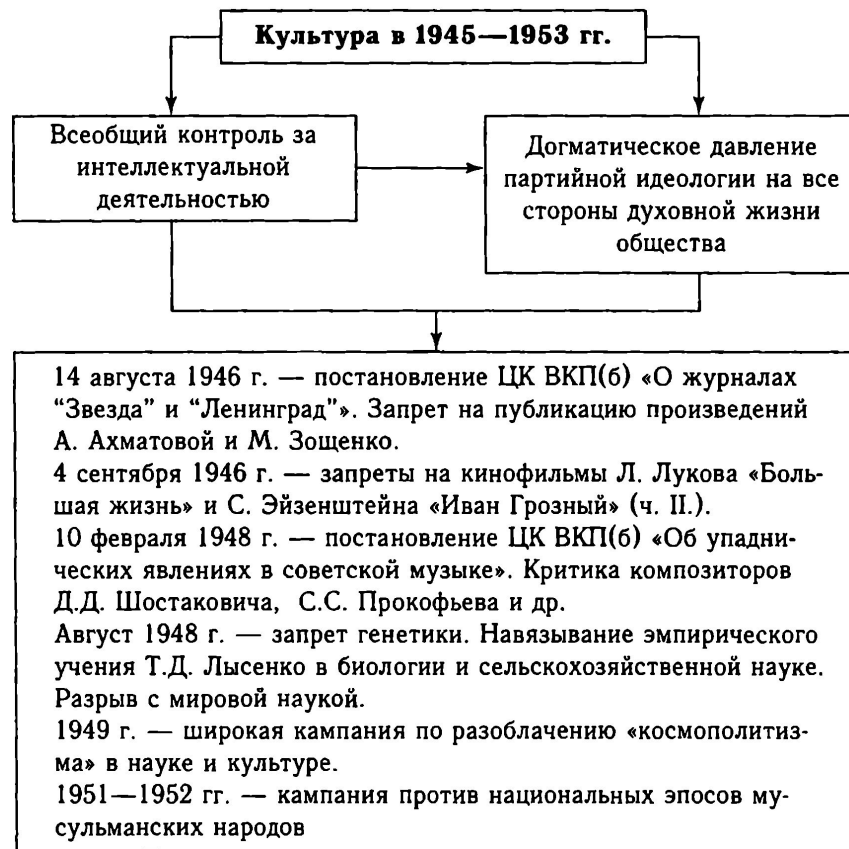 Культура в 1945—1953 гг.
Всеобщий контроль за
интеллектуальной
деятельностью
Догматическое давление
партийной идеологии на все
стороны духовной жизни
общества
14 августа 1946 г. — постановление ЦК ВКП(б) «О журналах
“Звезда” и “Ленинград”». Запрет на публикацию произведений
А. Ахматовой и М. Зощенко.
4 сентября 1946 г. — запреты на кинофильмы Л. Лукова «Боль-
шая жизнь» и С. Эйзенштейна «Иван Грозный» (ч. II.).
10 февраля 1948 г. — постановление ЦК ВКП(б) «Об упадни-
ческих явлениях в советской музыке». Критика композиторов
Д.Д. Шостаковича, С.С. Прокофьева и др.
Август 1948 г. — запрет генетики. Навязывание эмпирического
учения Т.Д. Лысенко в биологии и сельскохозяйственной науке.
Разрыв с мировой наукой.
1949 г. — широкая кампания по разоблачению «космополитиз-
ма» в науке и культуре.
1951—1952 гг. — кампания против национальных эпосов му-
сульманских народов